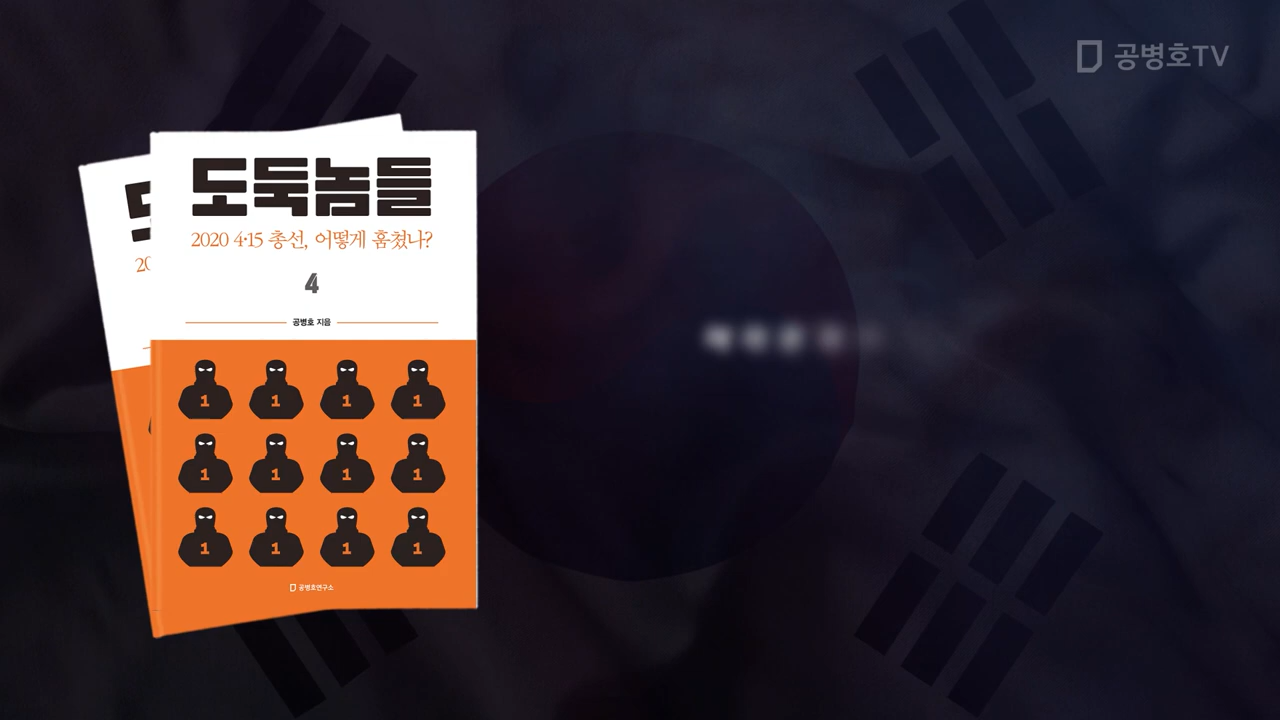 공병호TV
도둑놈들
2020 4·15 총선, 어떻게 훔쳤나?
4
공병호 지음
1 1 1 1
1 1 1 1
1 1 1 1
공병호연구소